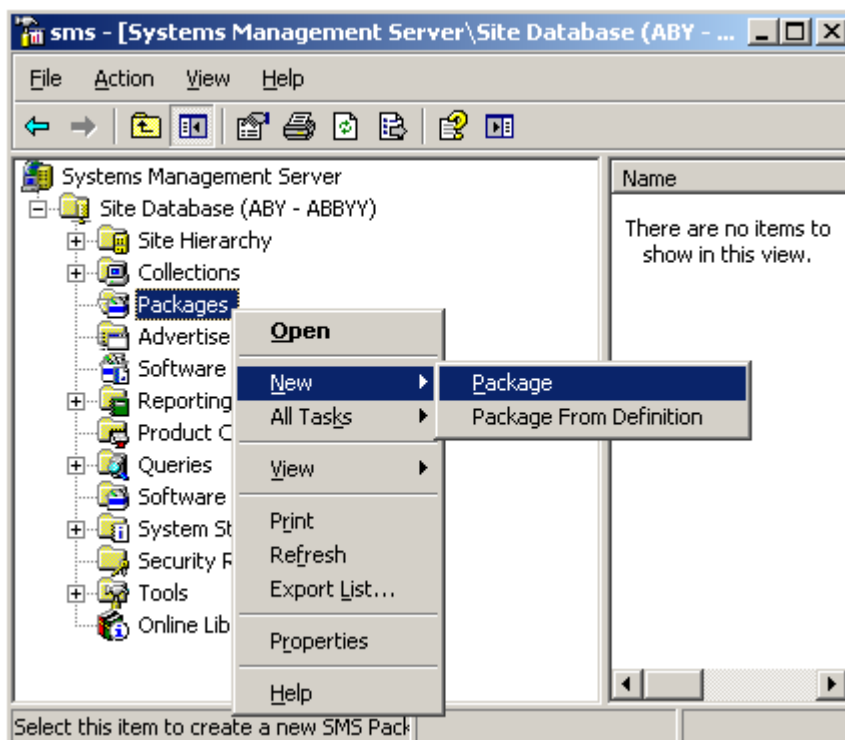 sms - [Systems Management Server\Site Database (ABY - ...
File Action View Help
Systems Management Server
Site Database (ABY - ABBYY)
Site Hierarchy
Collections
Packages
Advertise
Software
Reporting
Product C
Queries
Software
System St
Security R
Tools
Online Lib
Open
New
All Tasks
View
Print
Refresh
Export List...
Properties
Help
Package
Package From Definition
Name
There are no items to
show in this view.
Select this item to create a new SMS Pack